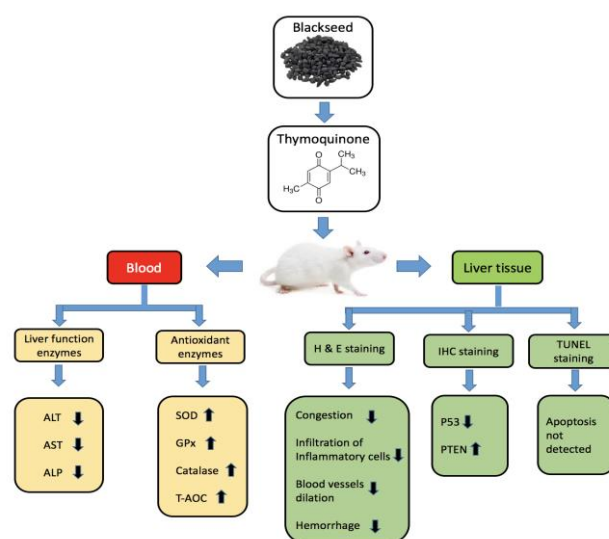 Blackseed
Thymoquinone
O
CH₃
CH₃
H₃C
O
Blood
Liver tissue
Liver function
enzymes
Antioxidant
enzymes
H & E staining
IHC staining
TUNEL
staining
ALT
AST
ALP
SOD
GPx
Catalase
T-AOC
Congestion
Infiltration of
Inflammatory cells
Blood vessels
dilation
Hemorrhage
P53
PTEN
Apoptosis
not
detected